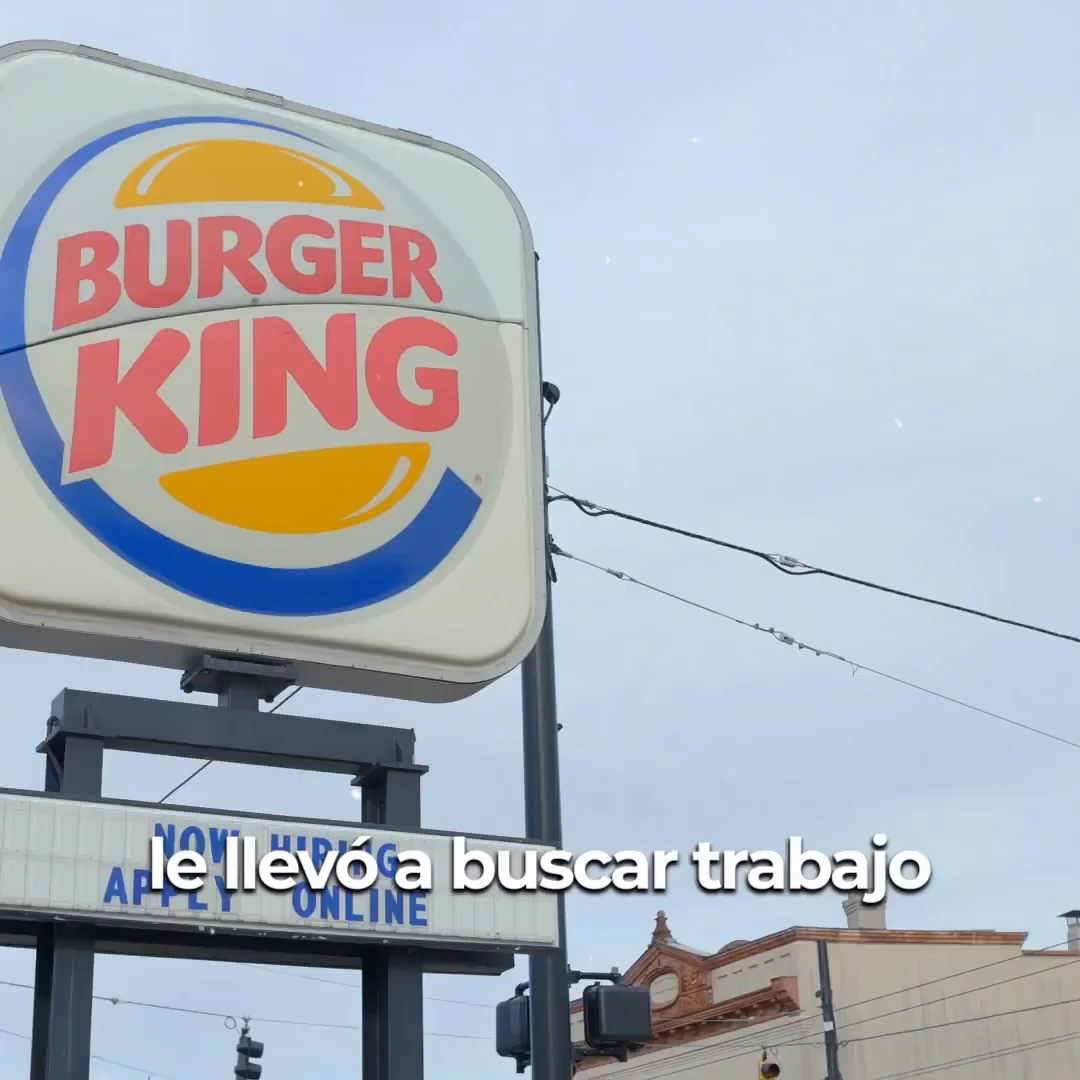 BURGER
KING
®
NOW HIRING
APPLY ONLINE
le llevó a buscar trabajo